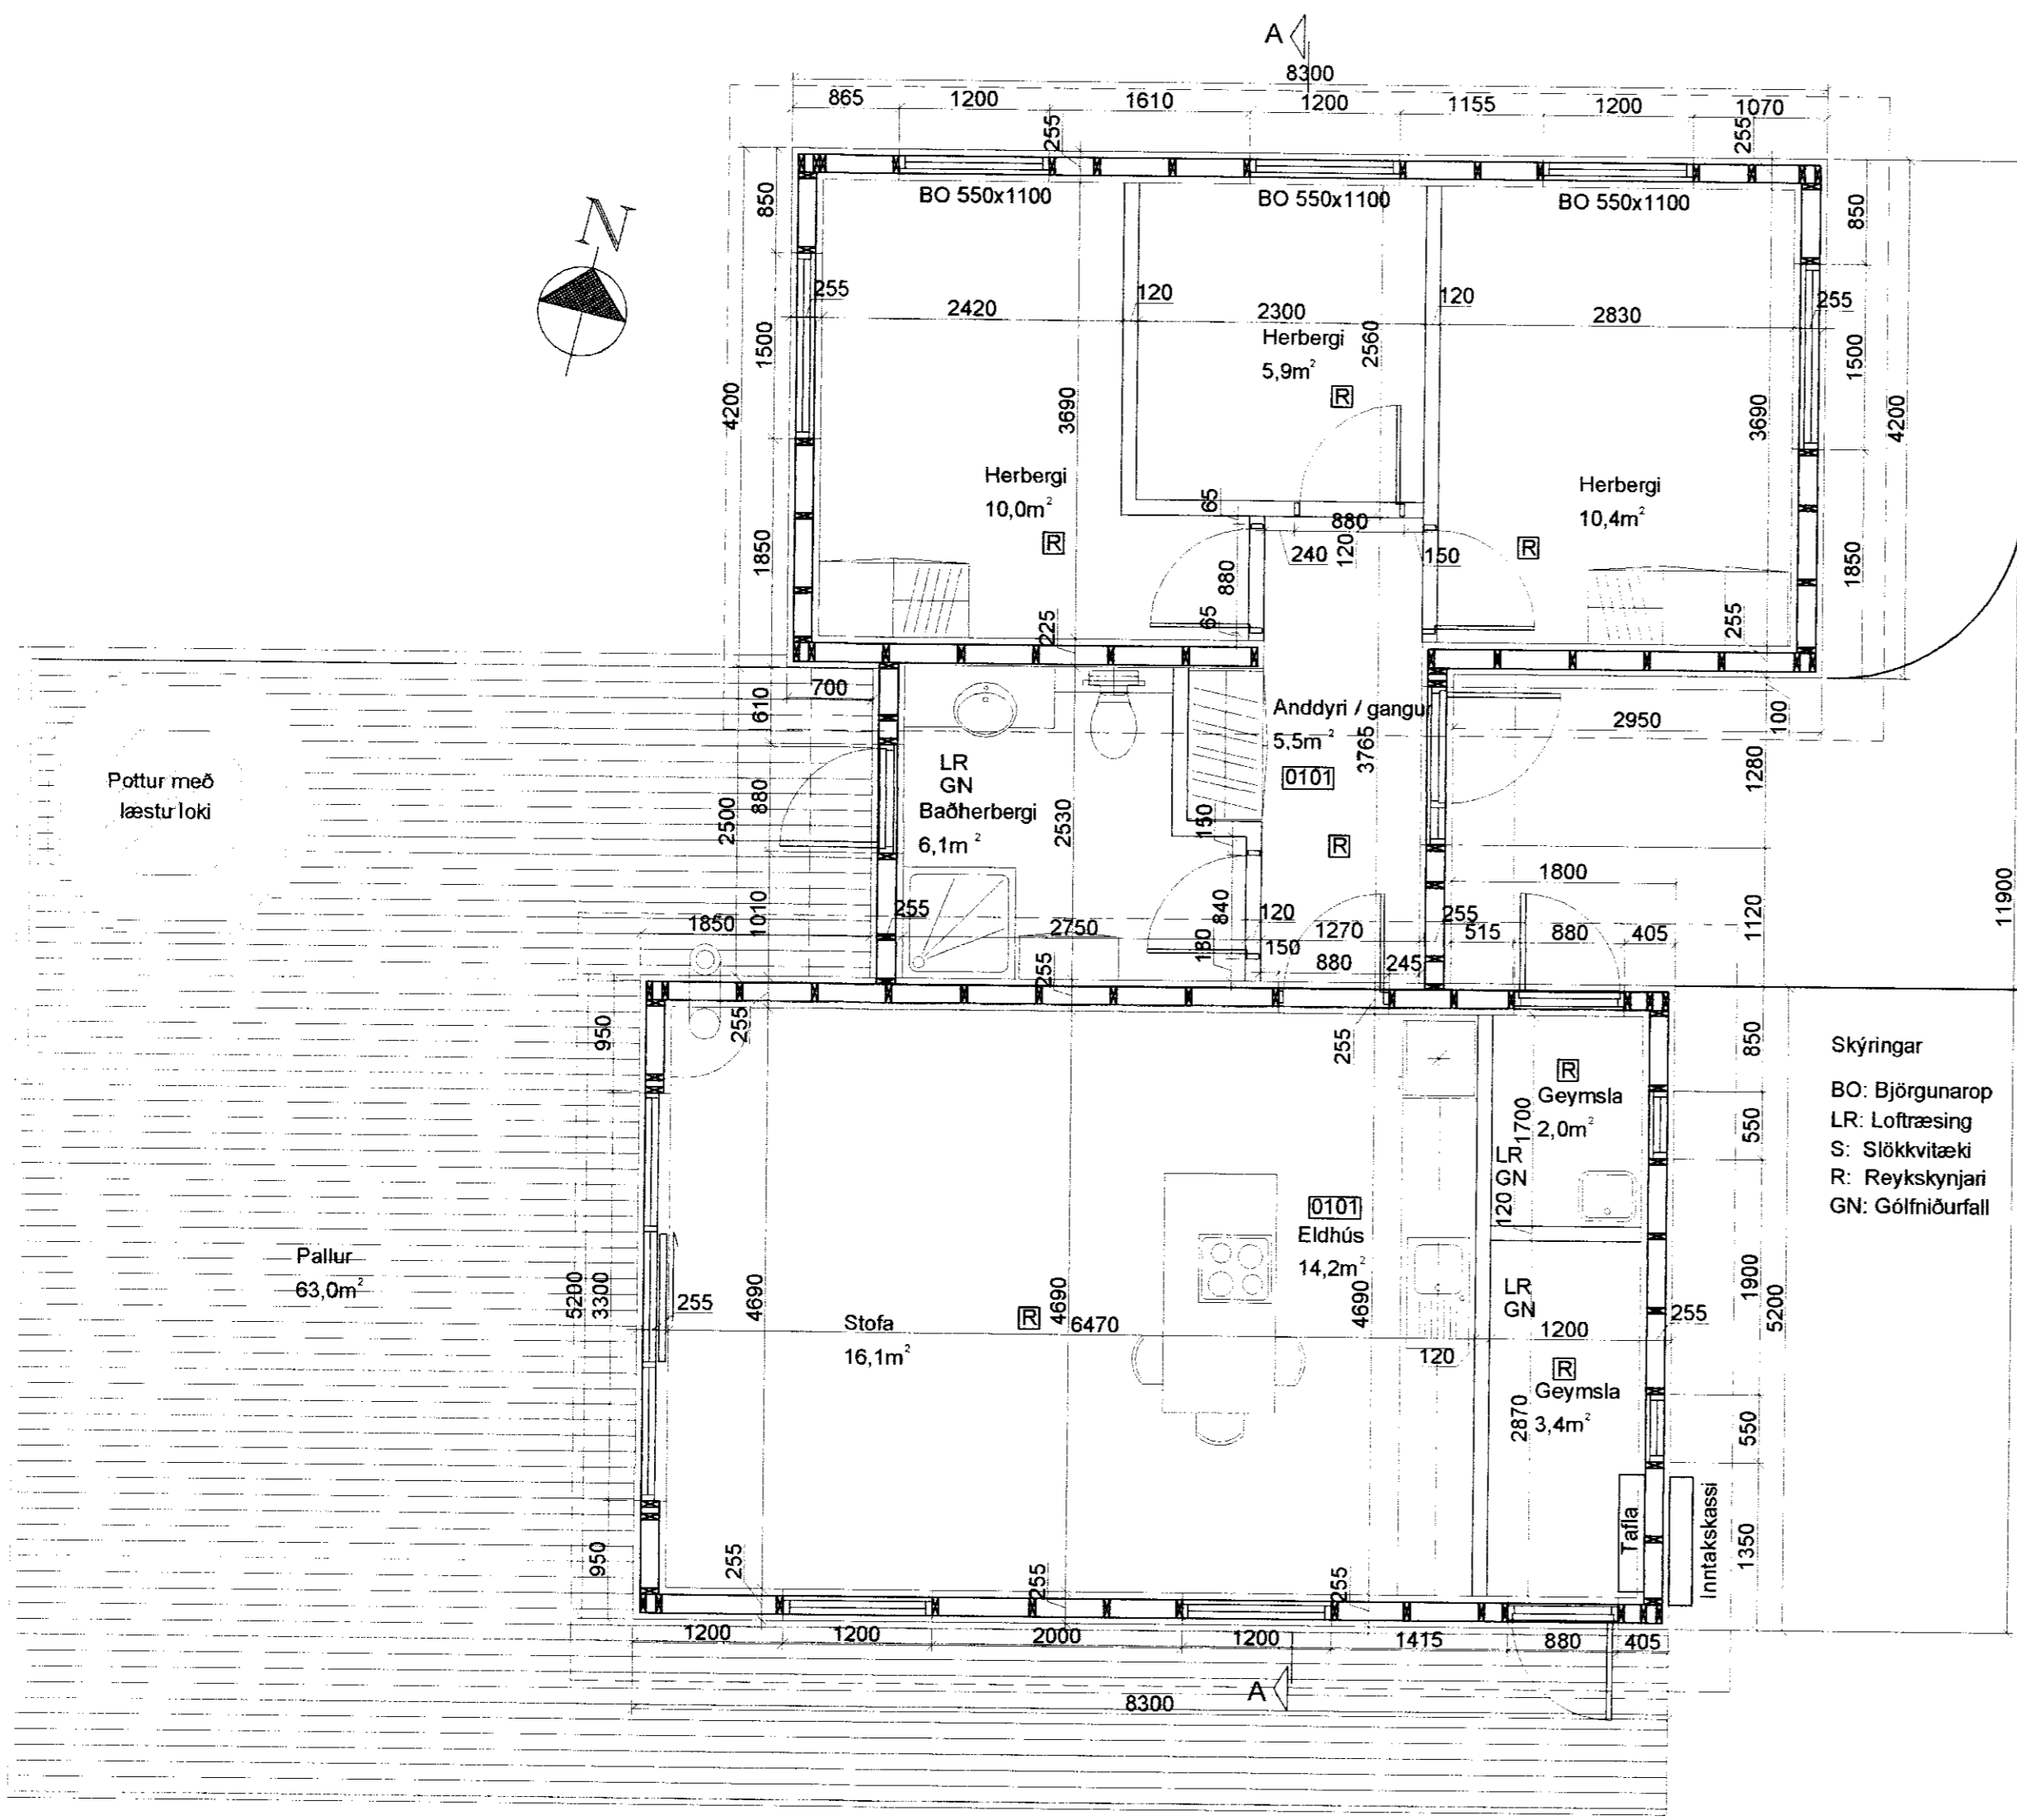 A
8300
865 1200 1610 1200 1155 1200 1070
255 255
BO 550x1100 BO 550x1100 BO 550x1100
N
850 850
255 120 120 255
2420 2300 2830
Herbergi
5,9m²
2560
R
1500 1500
4200 3690 3690 4200
Herbergi
10,0m²
R
Herbergi
10,4m²
R
65 880
240 120 150
1850 880 1850
65
225 255
700
610
Anddyri / gangur
5,5m²
3765
0101
R
2950
100
1280
Pottur með
læstur loki
LR
GN
Baðherbergi
6,1m²
2500 880 2530 150
1800
11900
1850 1010 255 2750 840 120 1270 255 515 880 405 1120
180 150 880 245
255
950 255 255 850
Skýringar
BO: Björgunarop
LR: Loftræsing
S: Slökkvitæki
R: Reykskynjari
GN: Gólfniðurfall
R
Geymsla
2,0m²
1700
LR
GN
120
550
0101
Eldhús
14,2m²
Pallur
63,0m²
5200 3300 255 4690 4690 4690
Stofa
16,1m²
R
6470
120
LR
GN
1200
255
1900 5200
R
Geymsla
3,4m²
2870
550
Tafla
Inntakskassi
1350
950 255 255 255
1200 1200 2000 1200 1415 880 405
A
8300